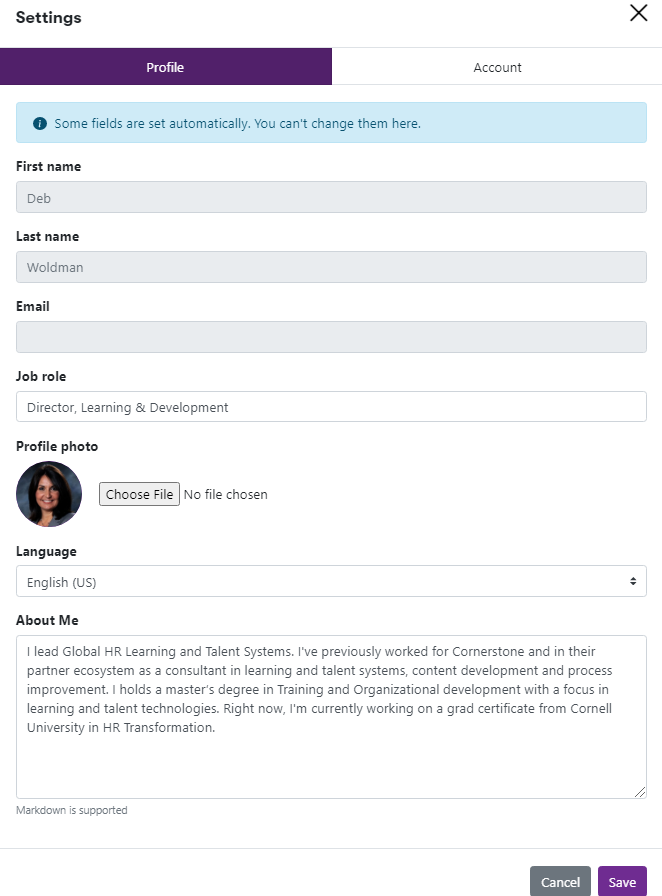 Settings
Profile
Account
Some fields are set automatically. You can't change them here.
First name
Deb
Last name
Woldman
Email
Job role
Director, Learning & Development
Profile photo
Choose File No file chosen
Language
English (US)
About Me
I lead Global HR Learning and Talent Systems. I've previously worked for Cornerstone and in their
partner ecosystem as a consultant in learning and talent systems, content development and process
improvement. I holds a master's degree in Training and Organizational development with a focus in
learning and talent technologies. Right now, I'm currently working on a grad certificate from Cornell
University in HR Transformation.
Markdown is supported
Cancel
Save